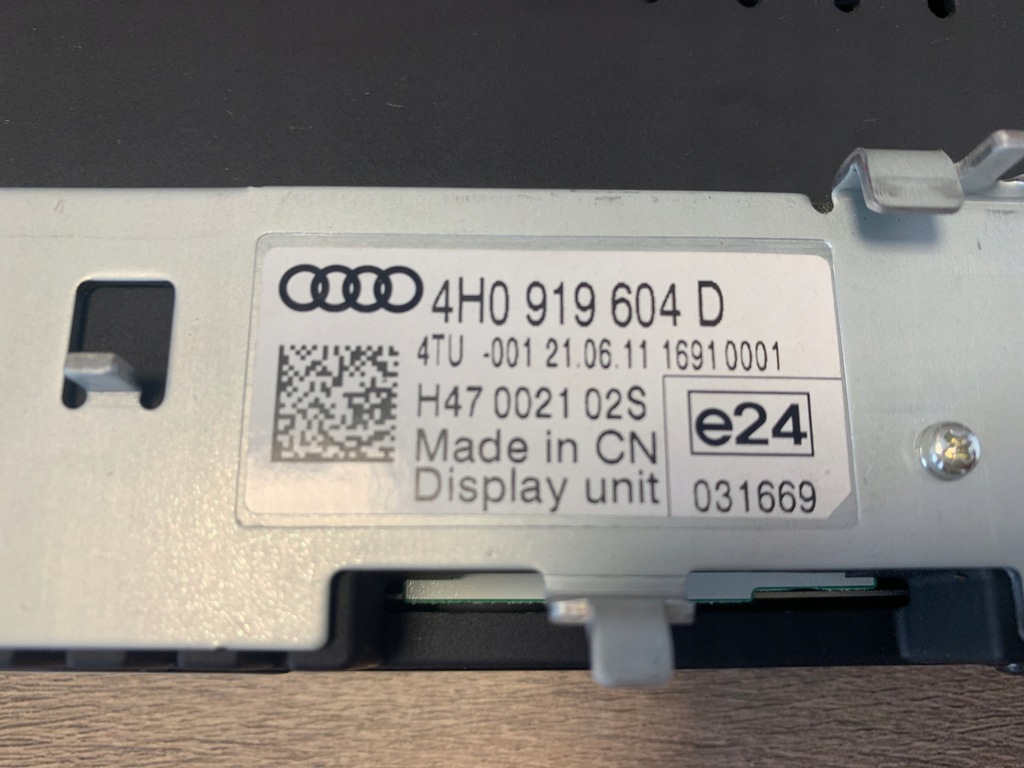 4H0 919 604 D
4TU -001 21.06.11 1691 0001
H47 0021 02S
Made in CN
Display unit
e24
031669